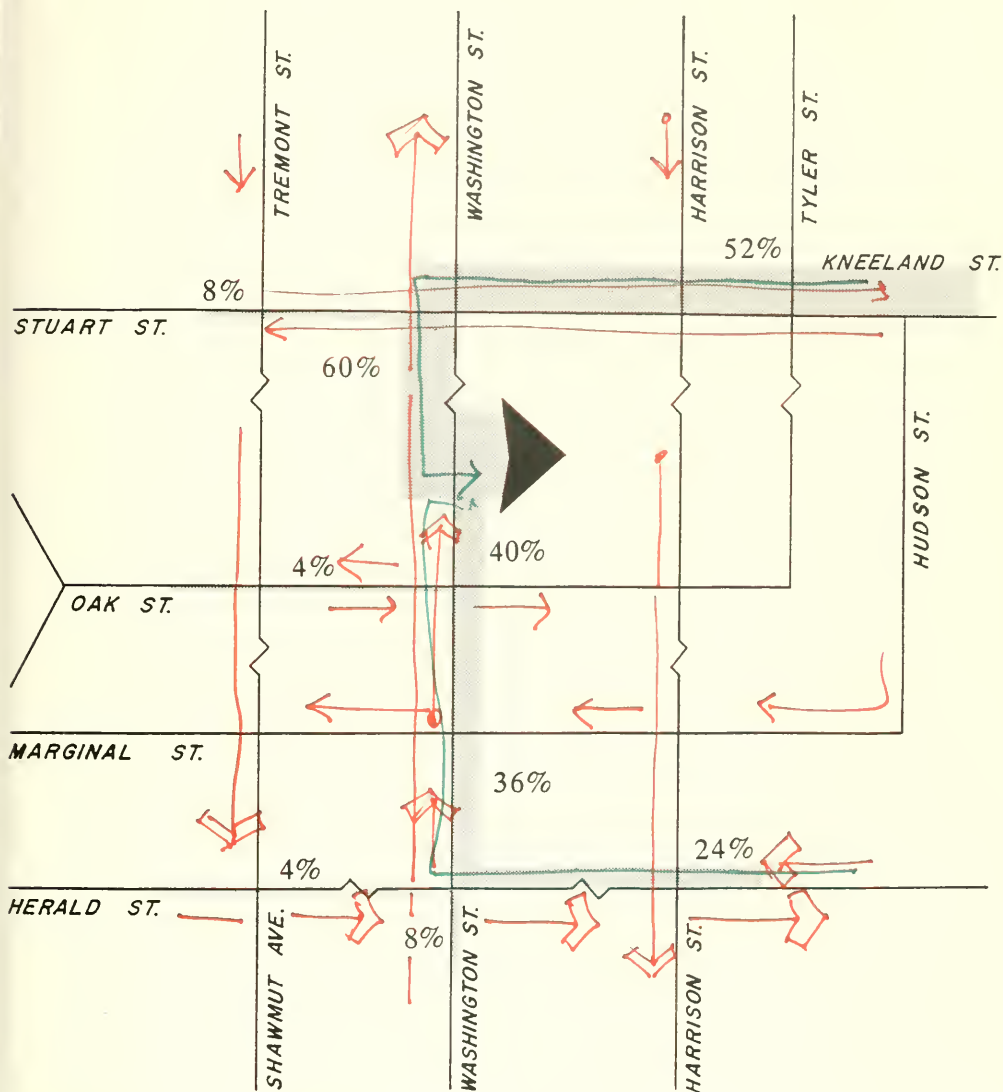 TREMONT ST.
WASHINGTON ST.
HARRISON ST.
TYLER ST.
52%
KNEELAND ST.
8%
STUART ST.
60%
HUDSON ST.
40%
4%
OAK ST.
MARGINAL ST.
36%
24%
4%
HERALD ST.
8%
SHAWMUT AVE.
WASHINGTON ST.
HARRISON ST.